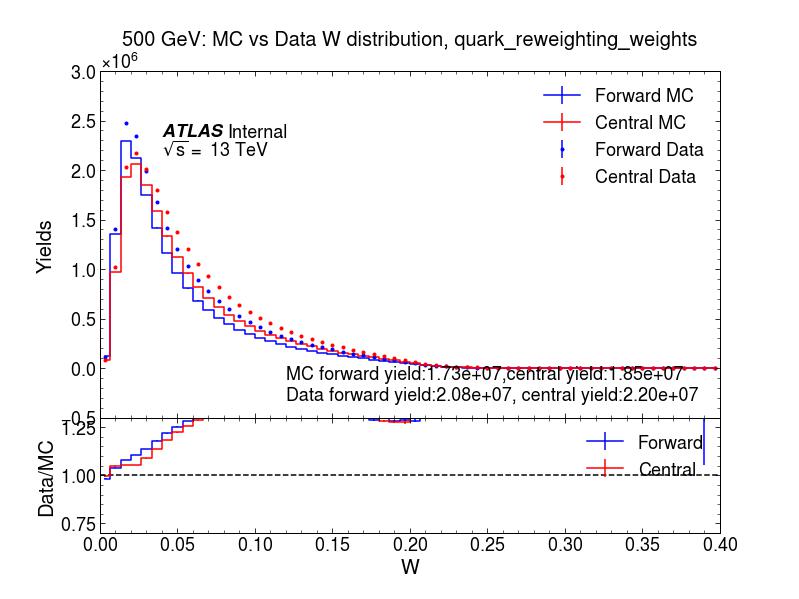 500 GeV: MC vs Data W distribution, quark_reweighting_weights
×10⁶
3.0
2.5
2.0
1.5
1.0
0.5
0.0
0.5
Yields
ATLAS Internal
√s = 13 TeV
Forward MC
Central MC
Forward Data
Central Data
MC forward yield:1.73e+07,central yield:1.85e+07
Data forward yield:2.08e+07, central yield:2.20e+07
1.25
1.00
0.75
Data/MC
Forward
Central
0.00 0.05 0.10 0.15 0.20 0.25 0.30 0.35 0.40
W